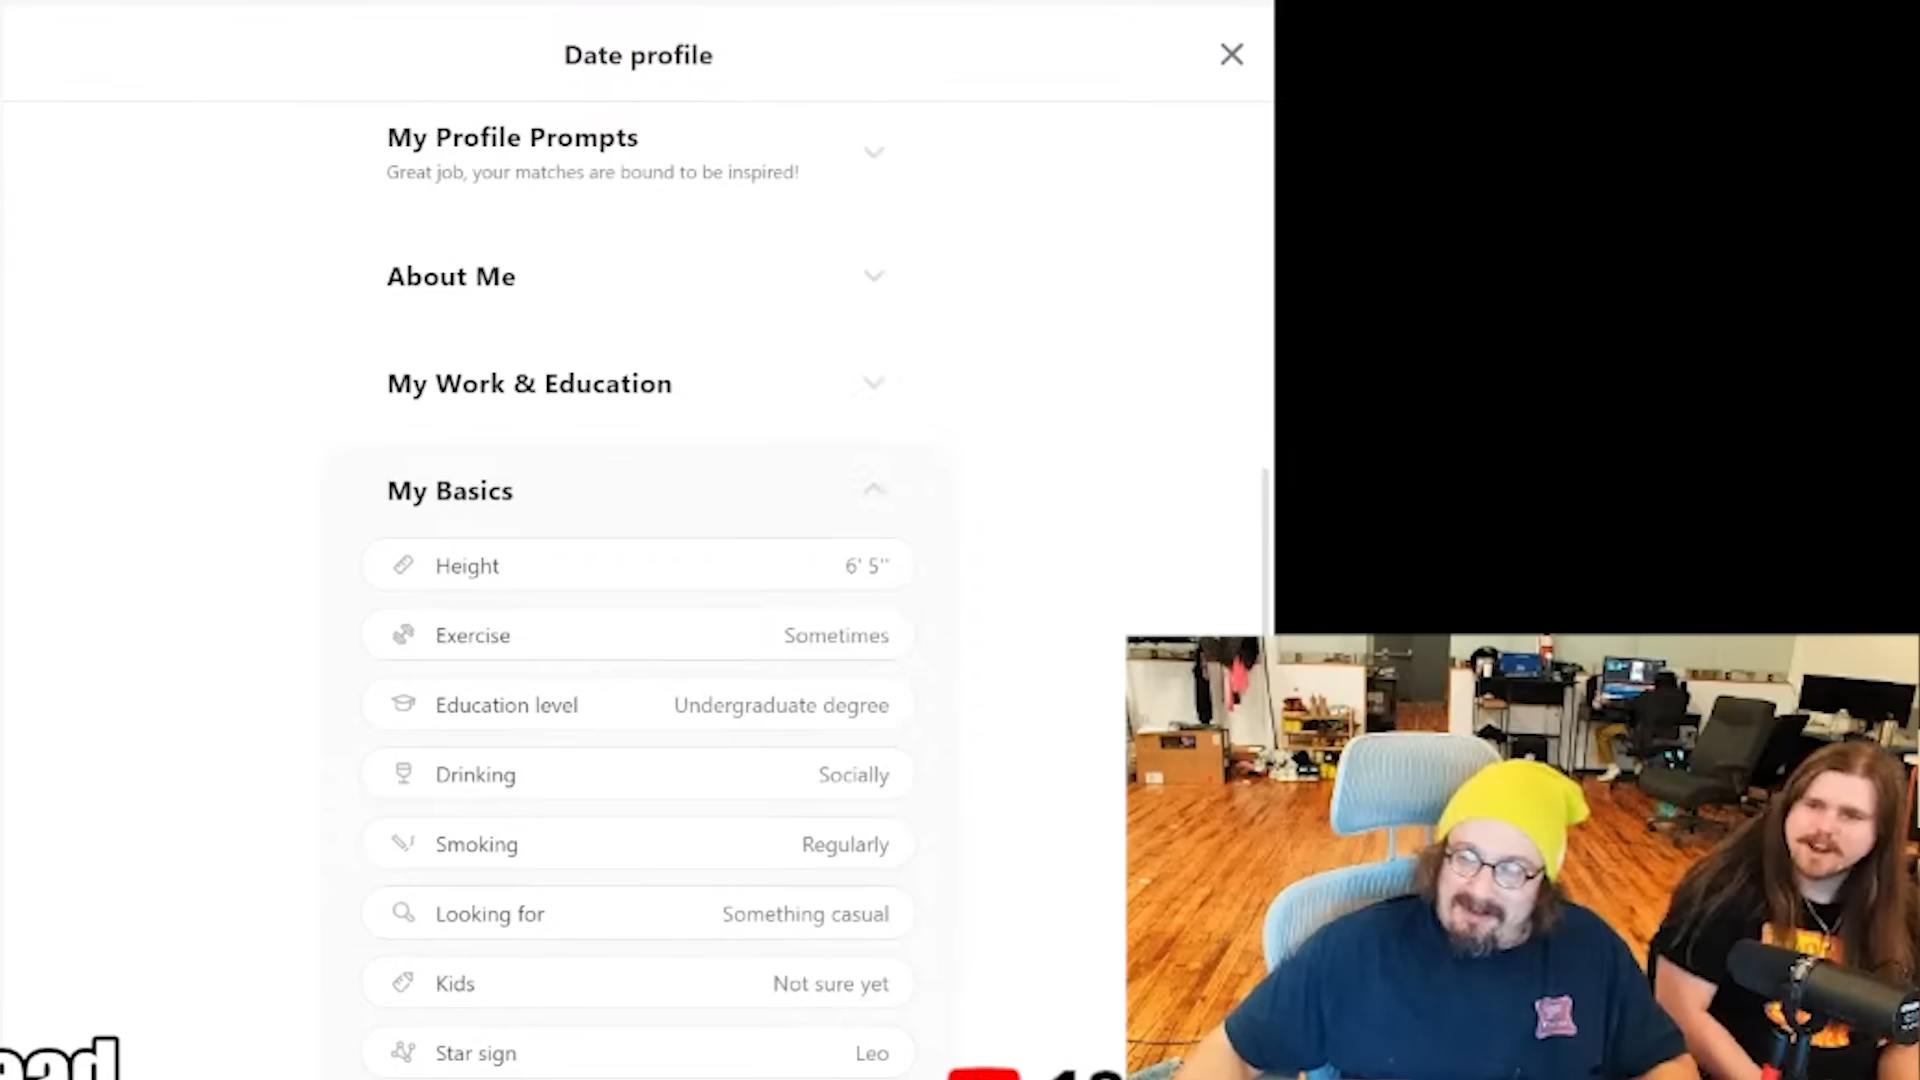 Date profile
My Profile Prompts
Great job, your matches are bound to be inspired!
About Me
My Work & Education
My Basics
Height 6' 5"
Exercise Sometimes
Education level Undergraduate degree
Drinking Socially
Smoking Regularly
Looking for Something casual
Kids Not sure yet
Star sign Leo